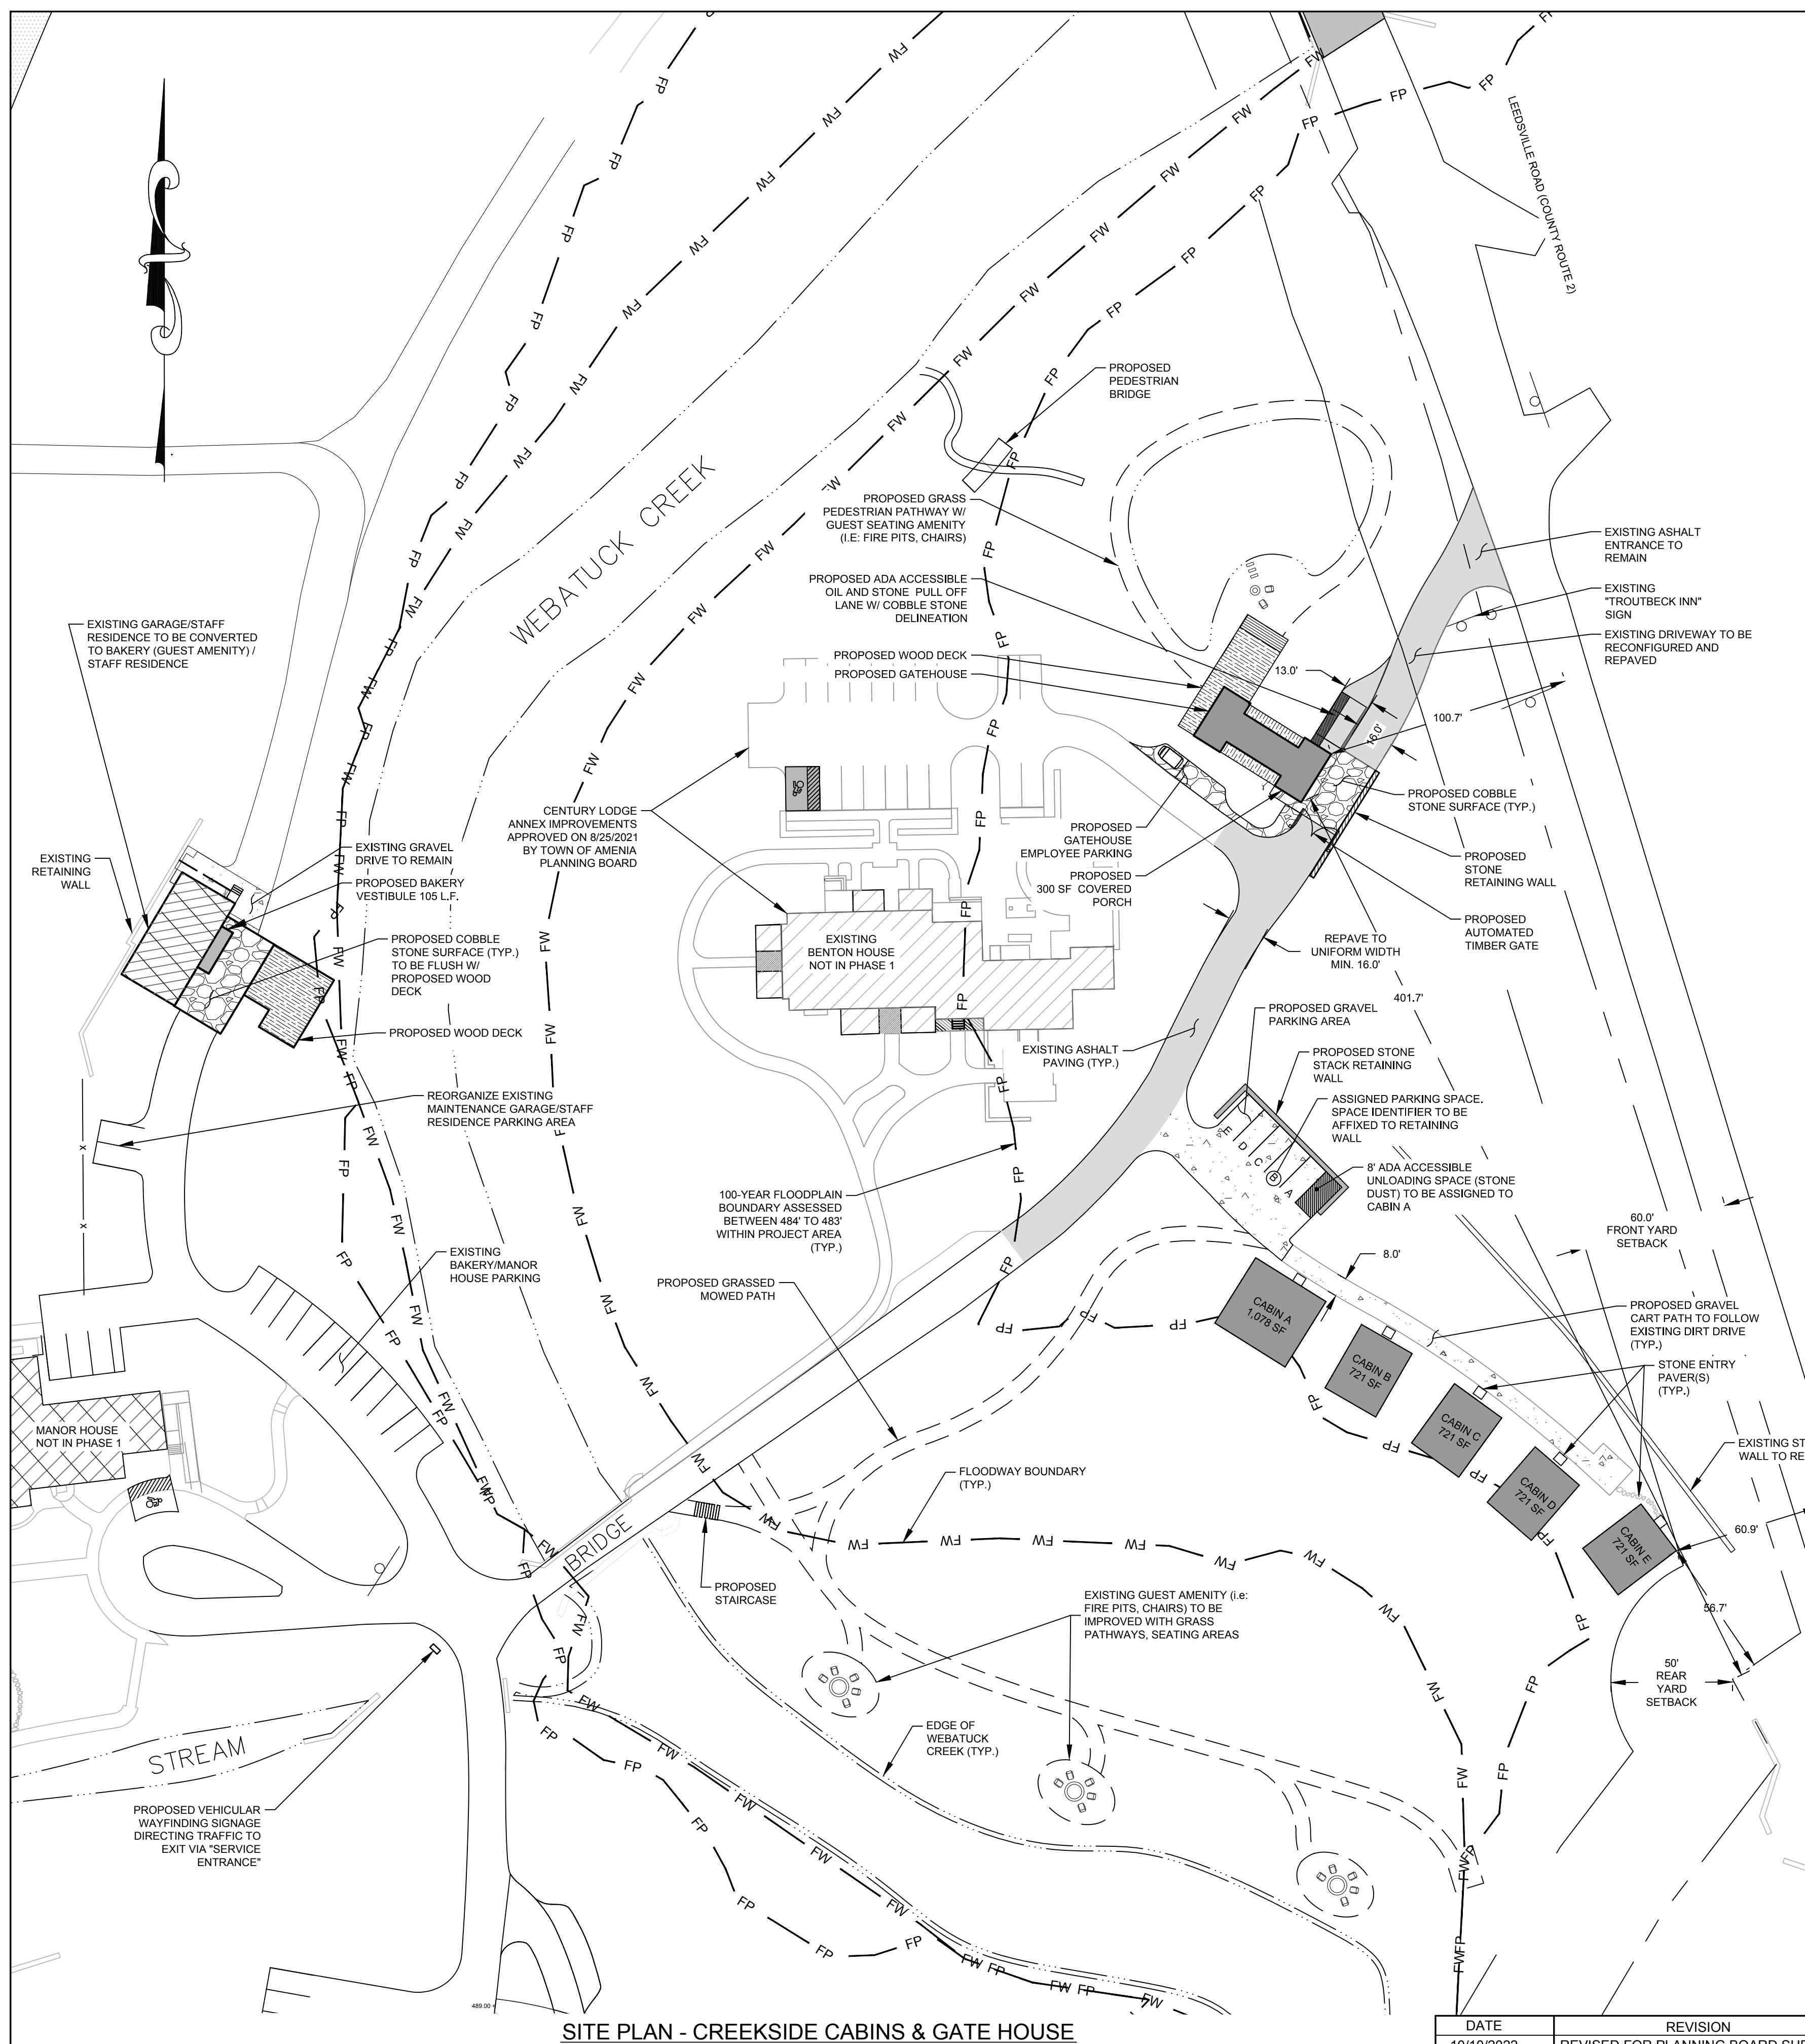 LEEDSVILLE ROAD (COUNTY ROUTE 2)
PROPOSED
PEDESTRIAN
BRIDGE
WEBATUCK CREEK
PROPOSED GRASS
PEDESTRIAN PATHWAY W/
GUEST SEATING AMENITY
(I.E: FIRE PITS, CHAIRS)
EXISTING ASHALT
ENTRANCE TO
REMAIN
PROPOSED ADA ACCESSIBLE
OIL AND STONE PULL OFF
LANE W/ COBBLE STONE
DELINEATION
EXISTING
"TROUTBECK INN"
SIGN
EXISTING GARAGE/STAFF
RESIDENCE TO BE CONVERTED
TO BAKERY (GUEST AMENITY) /
STAFF RESIDENCE
EXISTING DRIVEWAY TO BE
RECONFIGURED AND
REPAVED
PROPOSED WOOD DECK
PROPOSED GATEHOUSE
13.0'
100.7'
16.0'
CENTURY LODGE
ANNEX IMPROVEMENTS
APPROVED ON 8/25/2021
BY TOWN OF AMENIA
PLANNING BOARD
PROPOSED COBBLE
STONE SURFACE (TYP.)
PROPOSED
GATEHOUSE
EMPLOYEE PARKING
EXISTING
RETAINING
WALL
EXISTING GRAVEL
DRIVE TO REMAIN
PROPOSED BAKERY
VESTIBULE 105 L.F.
PROPOSED
STONE
RETAINING WALL
PROPOSED
300 SF COVERED
PORCH
PROPOSED
AUTOMATED
TIMBER GATE
PROPOSED COBBLE
STONE SURFACE (TYP.)
TO BE FLUSH W/
PROPOSED WOOD
DECK
EXISTING
BENTON HOUSE
NOT IN PHASE 1
REPAVE TO
UNIFORM WIDTH
MIN. 16.0'
401.7'
PROPOSED GRAVEL
PARKING AREA
PROPOSED WOOD DECK
EXISTING ASHALT
PAVING (TYP.)
PROPOSED STONE
STACK RETAINING
WALL
REORGANIZE EXISTING
MAINTENANCE GARAGE/STAFF
RESIDENCE PARKING AREA
ASSIGNED PARKING SPACE.
SPACE IDENTIFIER TO BE
AFFIXED TO RETAINING
WALL
E
D
C
B
A
8' ADA ACCESSIBLE
UNLOADING SPACE (STONE
DUST) TO BE ASSIGNED TO
CABIN A
100-YEAR FLOODPLAIN
BOUNDARY ASSESSED
BETWEEN 484' TO 483'
WITHIN PROJECT AREA
(TYP.)
60.0'
FRONT YARD
SETBACK
EXISTING
BAKERY/MANOR
HOUSE PARKING
8.0'
PROPOSED GRASSED
MOWED PATH
CABIN A
1,078 SF
PROPOSED GRAVEL
CART PATH TO FOLLOW
EXISTING DIRT DRIVE
(TYP.)
CABIN B
721 SF
STONE ENTRY
PAVER(S)
(TYP.)
MANOR HOUSE
NOT IN PHASE 1
CABIN C
721 SF
EXISTING ST
WALL TO RE
FLOODWAY BOUNDARY
(TYP.)
CABIN D
721 SF
BRIDGE
CABIN E
721 SF
60.9'
PROPOSED
STAIRCASE
EXISTING GUEST AMENITY (i.e:
FIRE PITS, CHAIRS) TO BE
IMPROVED WITH GRASS
PATHWAYS, SEATING AREAS
56.7'
50'
REAR
YARD
SETBACK
STREAM
EDGE OF
WEBATUCK
CREEK (TYP.)
PROPOSED VEHICULAR
WAYFINDING SIGNAGE
DIRECTING TRAFFIC TO
EXIT VIA "SERVICE
ENTRANCE"
489.00
SITE PLAN - CREEKSIDE CABINS & GATE HOUSE
DATE
REVISION